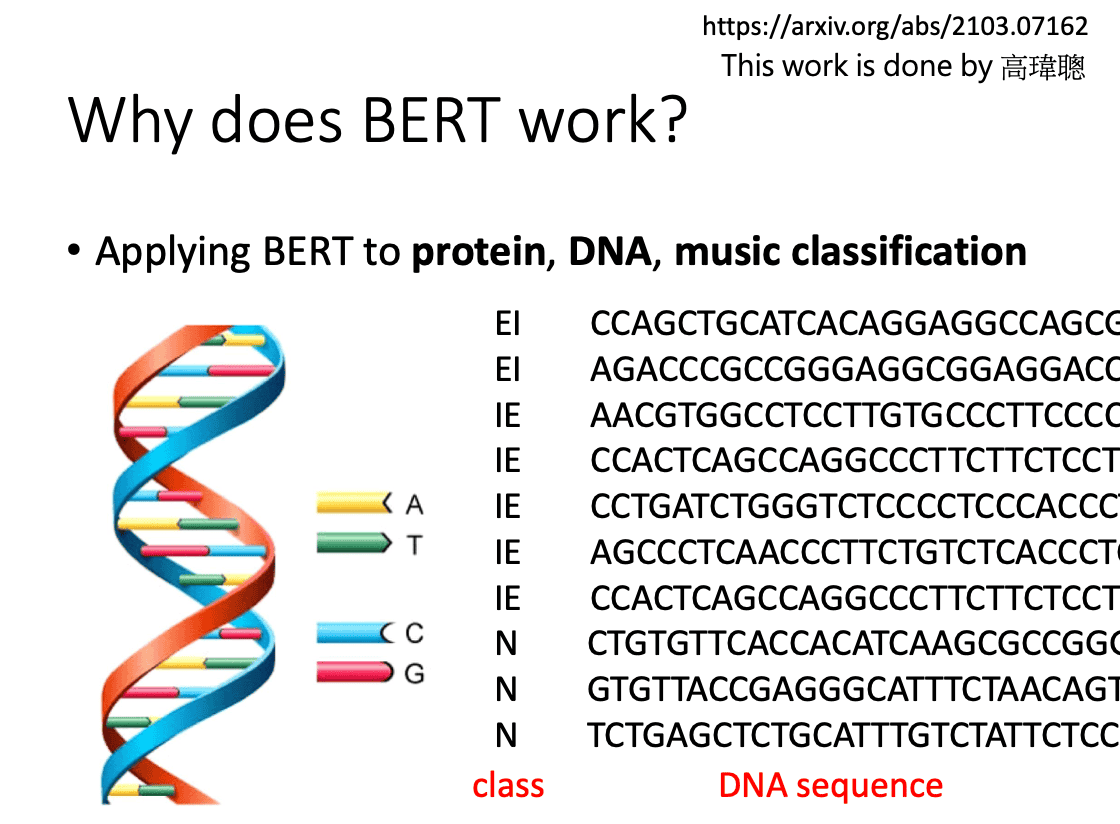 https://arxiv.org/abs/2103.07162
This work is done by 高瑋聰
Why does BERT work?
• Applying BERT to protein, DNA, music classification
EI CCAGCTGCATCACAGGAGGCCAGCG
EI AGACCCGCCGGGAGGCGGAGGACC
IE AACGTGGCCTCCTTGTGCCCTTCCCC
IE CCACTCAGCCAGGCCCTTCTTCTCCT
IE CCTGATCTGGGTCTCCCCTCCCACCCT
IE AGCCCTCAACCCTTCTGTCTCACCCT
IE CCACTCAGCCAGGCCCTTCTTCTCCT
N CTGTGTTCACCACATCAAGCGCCGGG
N GTGTTACCGAGGGCATTTCTAACAGT
N TCTGAGCTCTGCATTTGTCTATTCTCC
class DNA sequence
A
T
C
G